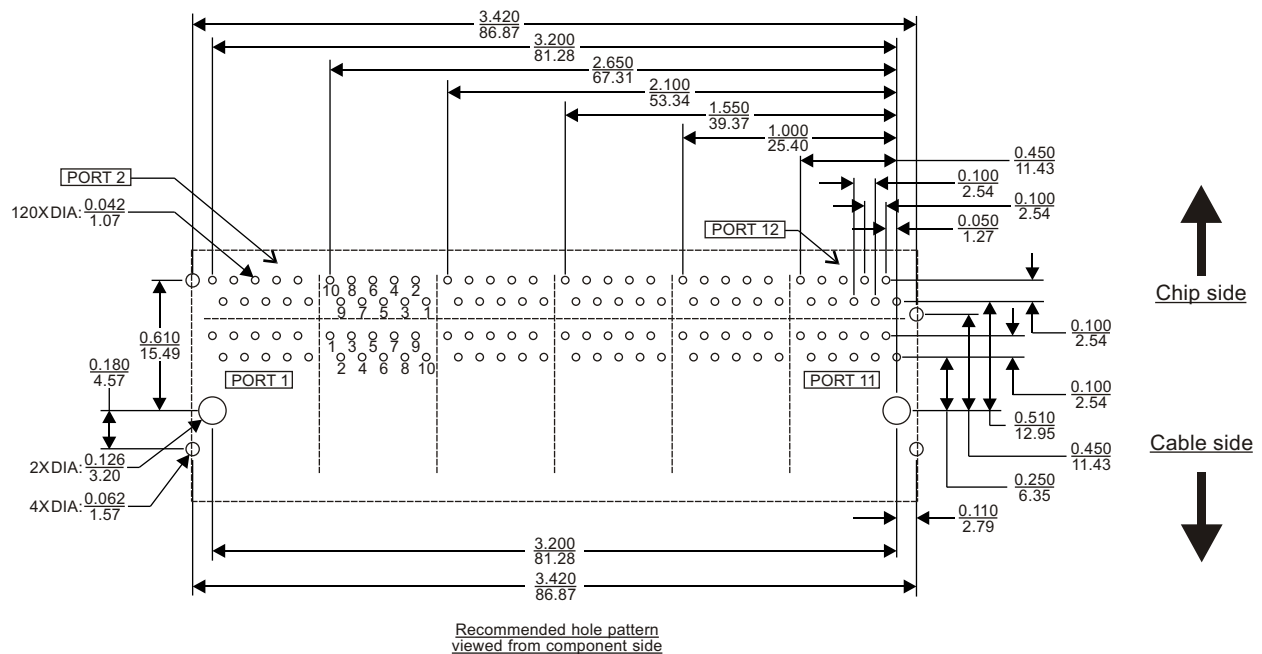 3.420
86.87
3.200
81.28
2.650
67.31
2.100
53.34
1.550
39.37
1.000
25.40
0.450
11.43
0.100
2.54
0.100
2.54
0.050
1.27
PORT 2
120XDIA: 0.042
1.07
PORT 12
Chip side
10 8 6 4 2
9 7 5 3 1
1 3 5 7 9
2 4 6 8 10
0.610
15.49
0.180
4.57
PORT 1
PORT 11
0.100
2.54
0.100
2.54
0.510
12.95
0.450
11.43
0.250
6.35
0.110
2.79
Cable side
2XDIA: 0.126
3.20
4XDIA: 0.062
1.57
3.200
81.28
3.420
86.87
Recommended hole pattern
viewed from component side